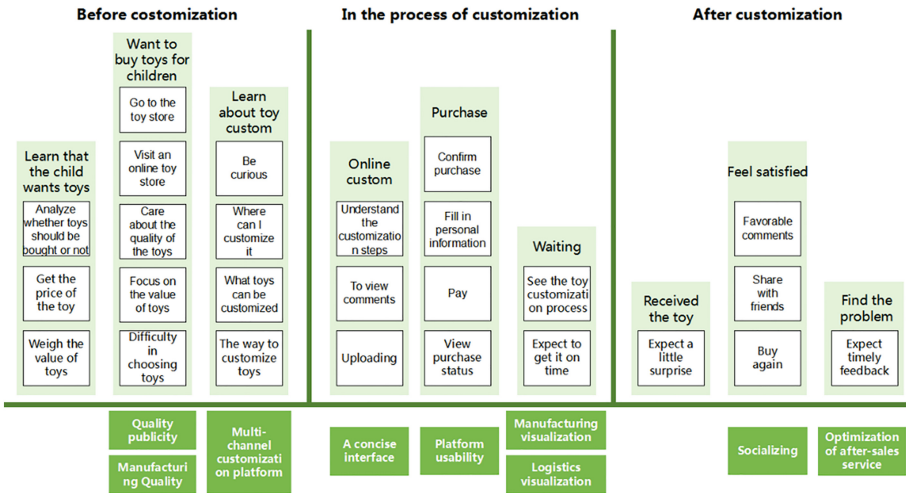 Before costomization
In the process of customization
After customization
Learn that
the child
wants toys
Analyze
whether toys
should be
bought or not
Get the
price of
the toy
Weigh the
value of
toys
Want to
buy toys for
children
Go to the
toy store
Visit an
online toy
store
Care
about the
quality of
the toys
Focus on
the value
of toys
Difficulty
in
choosing
toys
Learn
about toy
custom
Be
curious
Where
can I
customize
it
What toys
can be
customized
The way to
customize
toys
Online
custom
Understand
the
customizatio
n steps
To view
comments
Uploading
Purchase
Confirm
purchase
Fill in
personal
information
Pay
View
purchase
status
Waiting
See the toy
customizati
on process
Expect to
get it on
time
Received
the toy
Expect a
little
surprise
Feel satisfied
Favorable
comments
Share
with
friends
Buy
again
Find the
problem
Expect
timely
feedback
Quality
publicity
Manufacturi
ng Quality
Multi-
channel
customizati
on platform
A concise
interface
Platform
usability
Manufacturing
visualization
Logistics
visualization
Socializing
Optimization
of after-sales
service